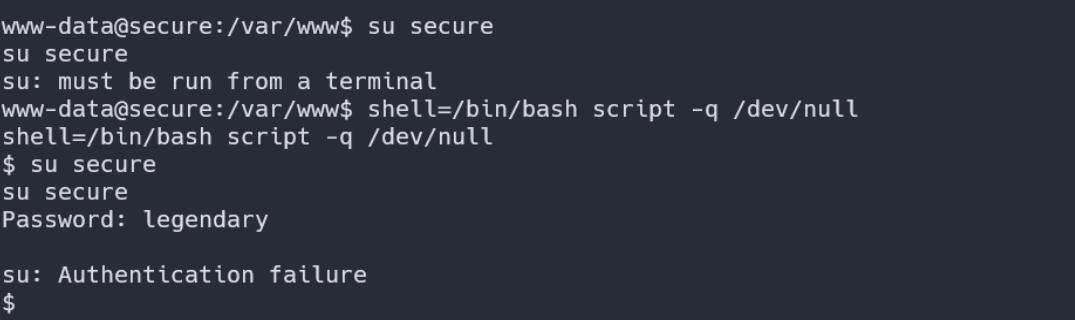 www-data@secure:/var/www$ su secure
su secure
su: must be run from a terminal
www-data@secure:/var/www$ shell=/bin/bash script -q /dev/null
shell=/bin/bash script -q /dev/null
$ su secure
su secure
Password: legendary
su: Authentication failure
$